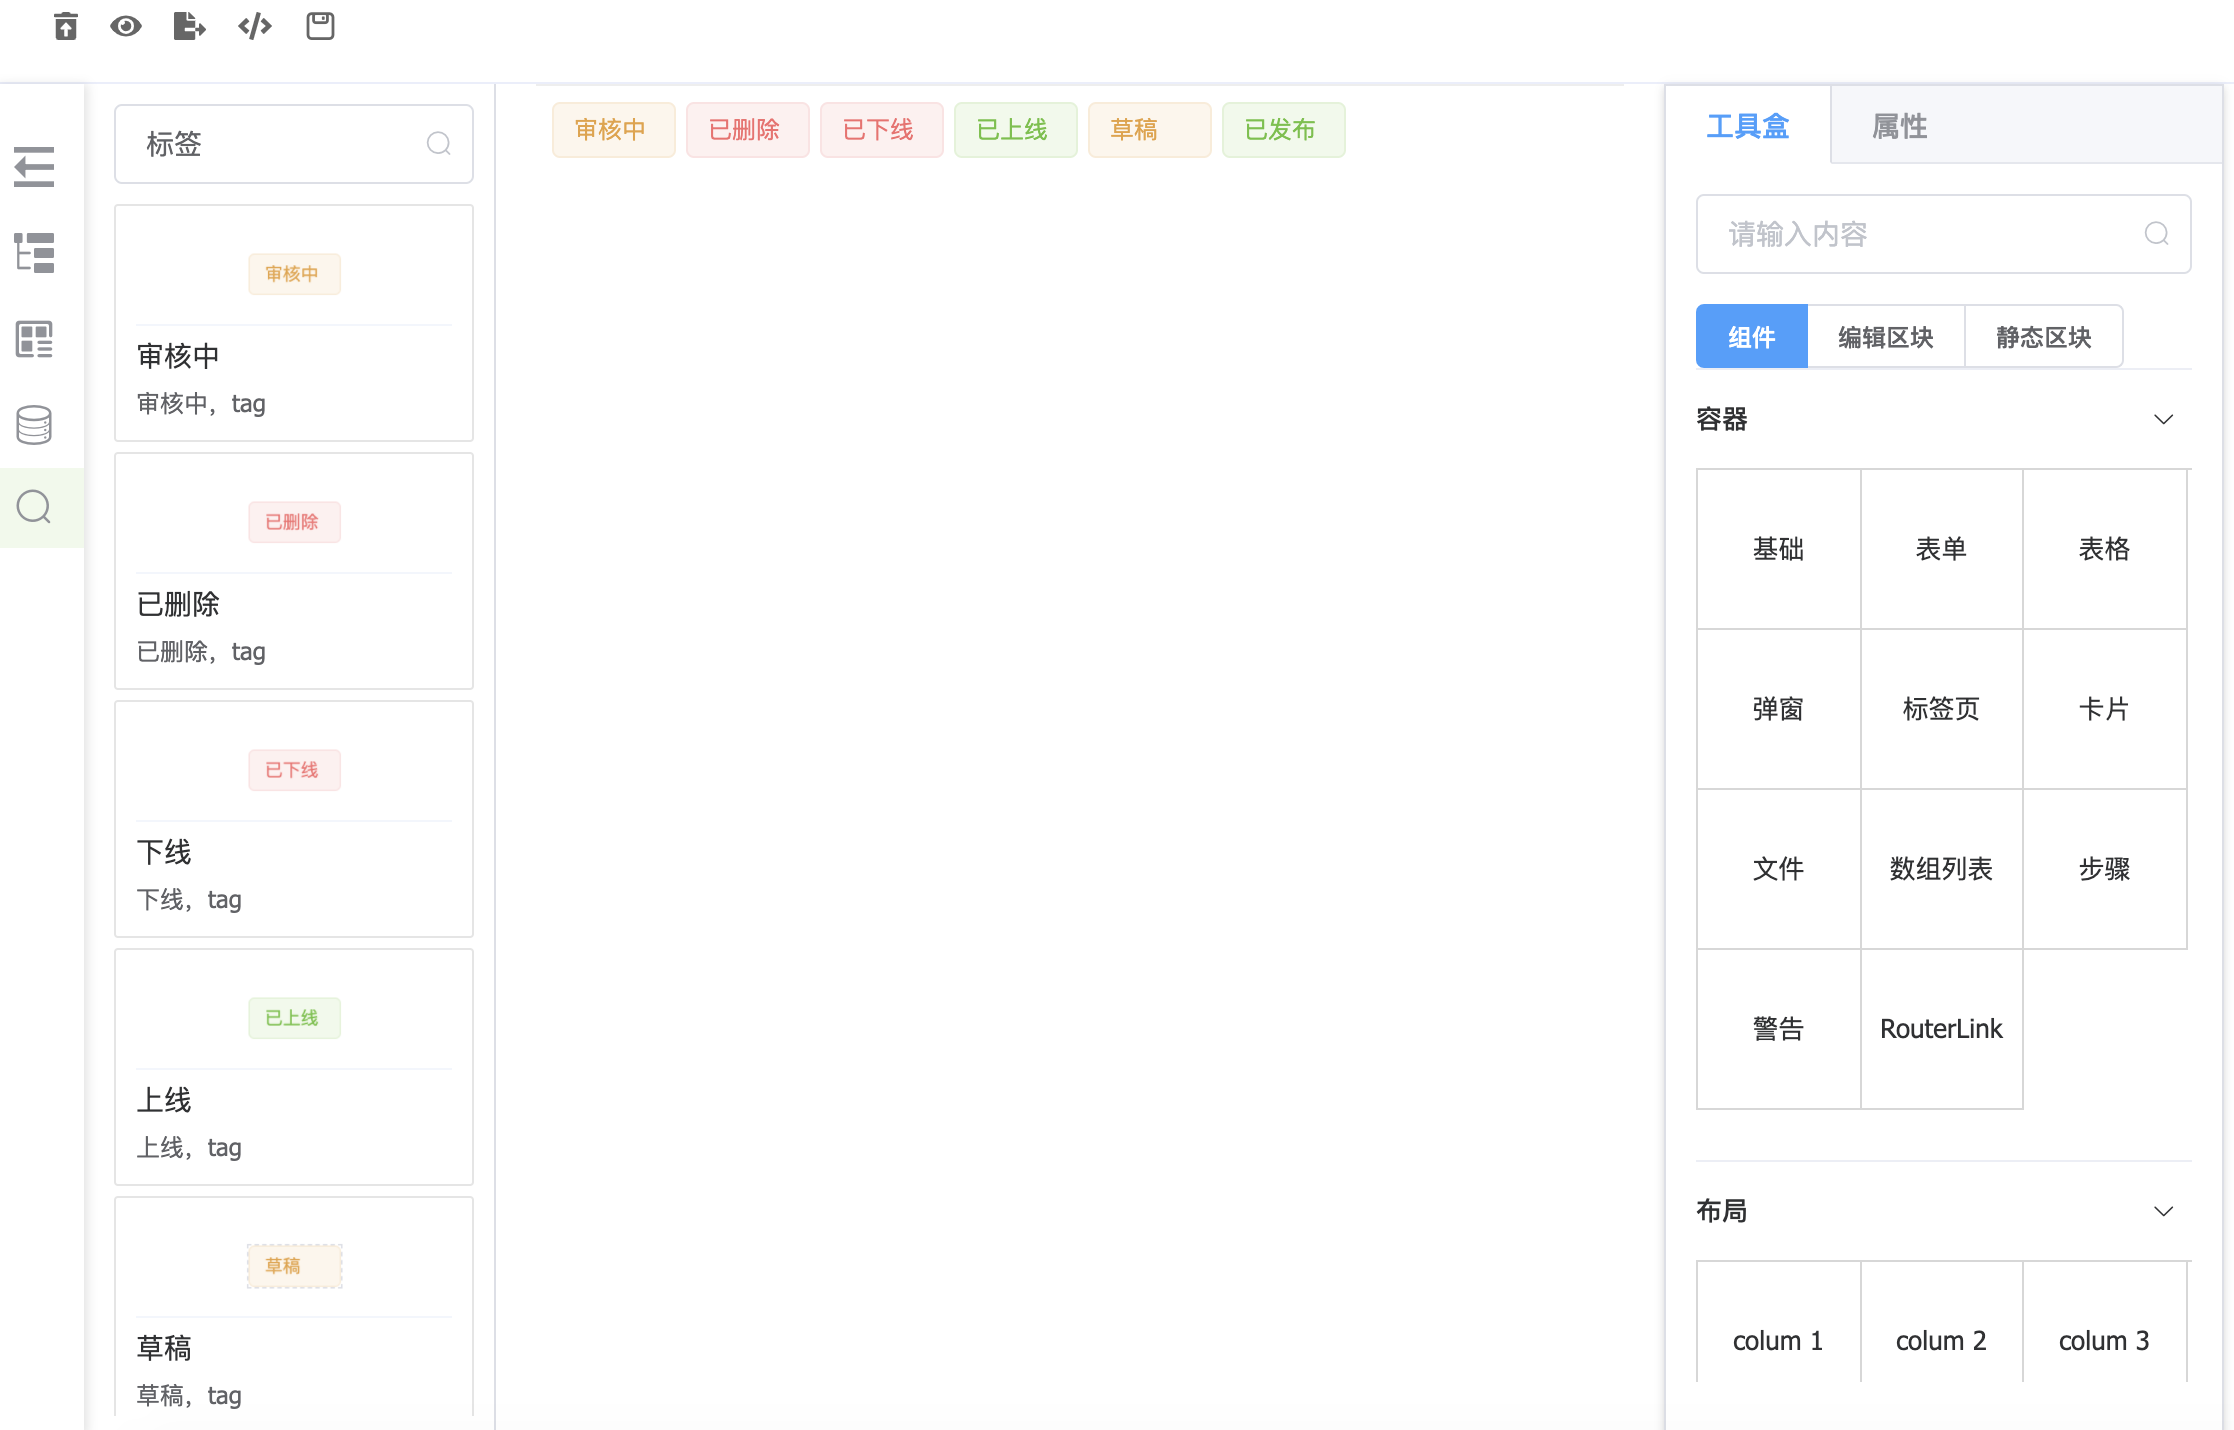 标签
审核中
审核中
审核中，tag
已删除
已删除
已删除，tag
已下线
下线
下线，tag
已上线
上线
上线，tag
草稿
草稿
草稿，tag
审核中 已删除 已下线 已上线 草稿 已发布
工具盒 属性
请输入内容
组件 编辑区块 静态区块
容器
基础 表单 表格
弹窗 标签页 卡片
文件 数组列表 步骤
警告 RouterLink
布局
colum 1 colum 2 colum 3